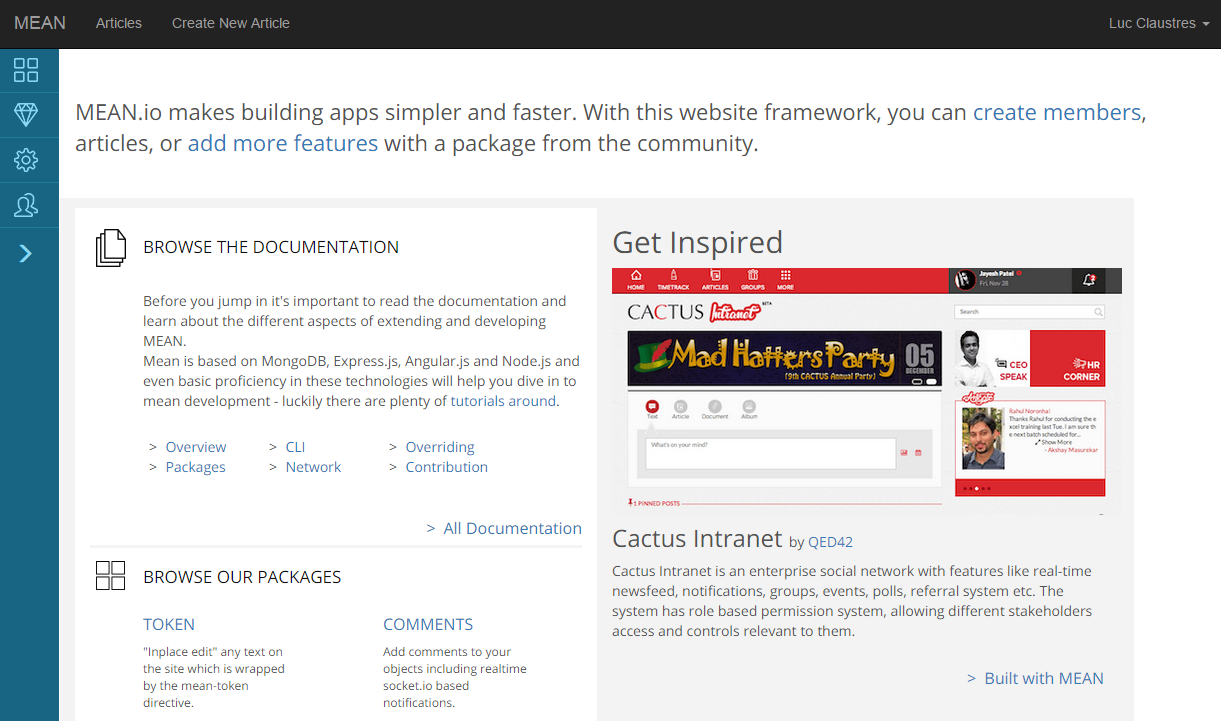 MEAN Articles Create New Article Luc Claustres
MEAN.io makes building apps simpler and faster. With this website framework, you can create members,
articles, or add more features with a package from the community.
BROWSE THE DOCUMENTATION
Before you jump in it's important to read the documentation and
learn about the different aspects of extending and developing
MEAN.
Mean is based on MongoDB, Express.js, Angular.js and Node.js and
even basic proficiency in these technologies will help you dive in to
mean development - luckily there are plenty of tutorials around.
> Overview > CLI > Overriding
> Packages > Network > Contribution
> All Documentation
BROWSE OUR PACKAGES
TOKEN
"Inplace edit" any text on
the site which is wrapped
by the mean-token
directive.
COMMENTS
Add comments to your
objects including realtime
socket.io based
notifications.
Get Inspired
HOME TIMETRACK ARTICLES GROUPS MORE
Jayesh Patel
Fri, Nov 28
2
CACTUS Intranet BETA
Search
Mad Hatters Party
(9th CACTUS Annual Party)
05
DECEMBER
CEO
SPEAK
HR
CORNER
Text Article Document Album
What's on your mind?
Rahul Noronha!
Thanks Rahul for conducting the e
xcel training last Tue. I am sure th
e next batch scheduled for...
Show More
- Akshay Masurekar
1 PINNED POSTS
Cactus Intranet by QED42
Cactus Intranet is an enterprise social network with features like real-time
newsfeed, notifications, groups, events, polls, referral system etc. The
system has role based permission system, allowing different stakeholders
access and controls relevant to them.
> Built with MEAN